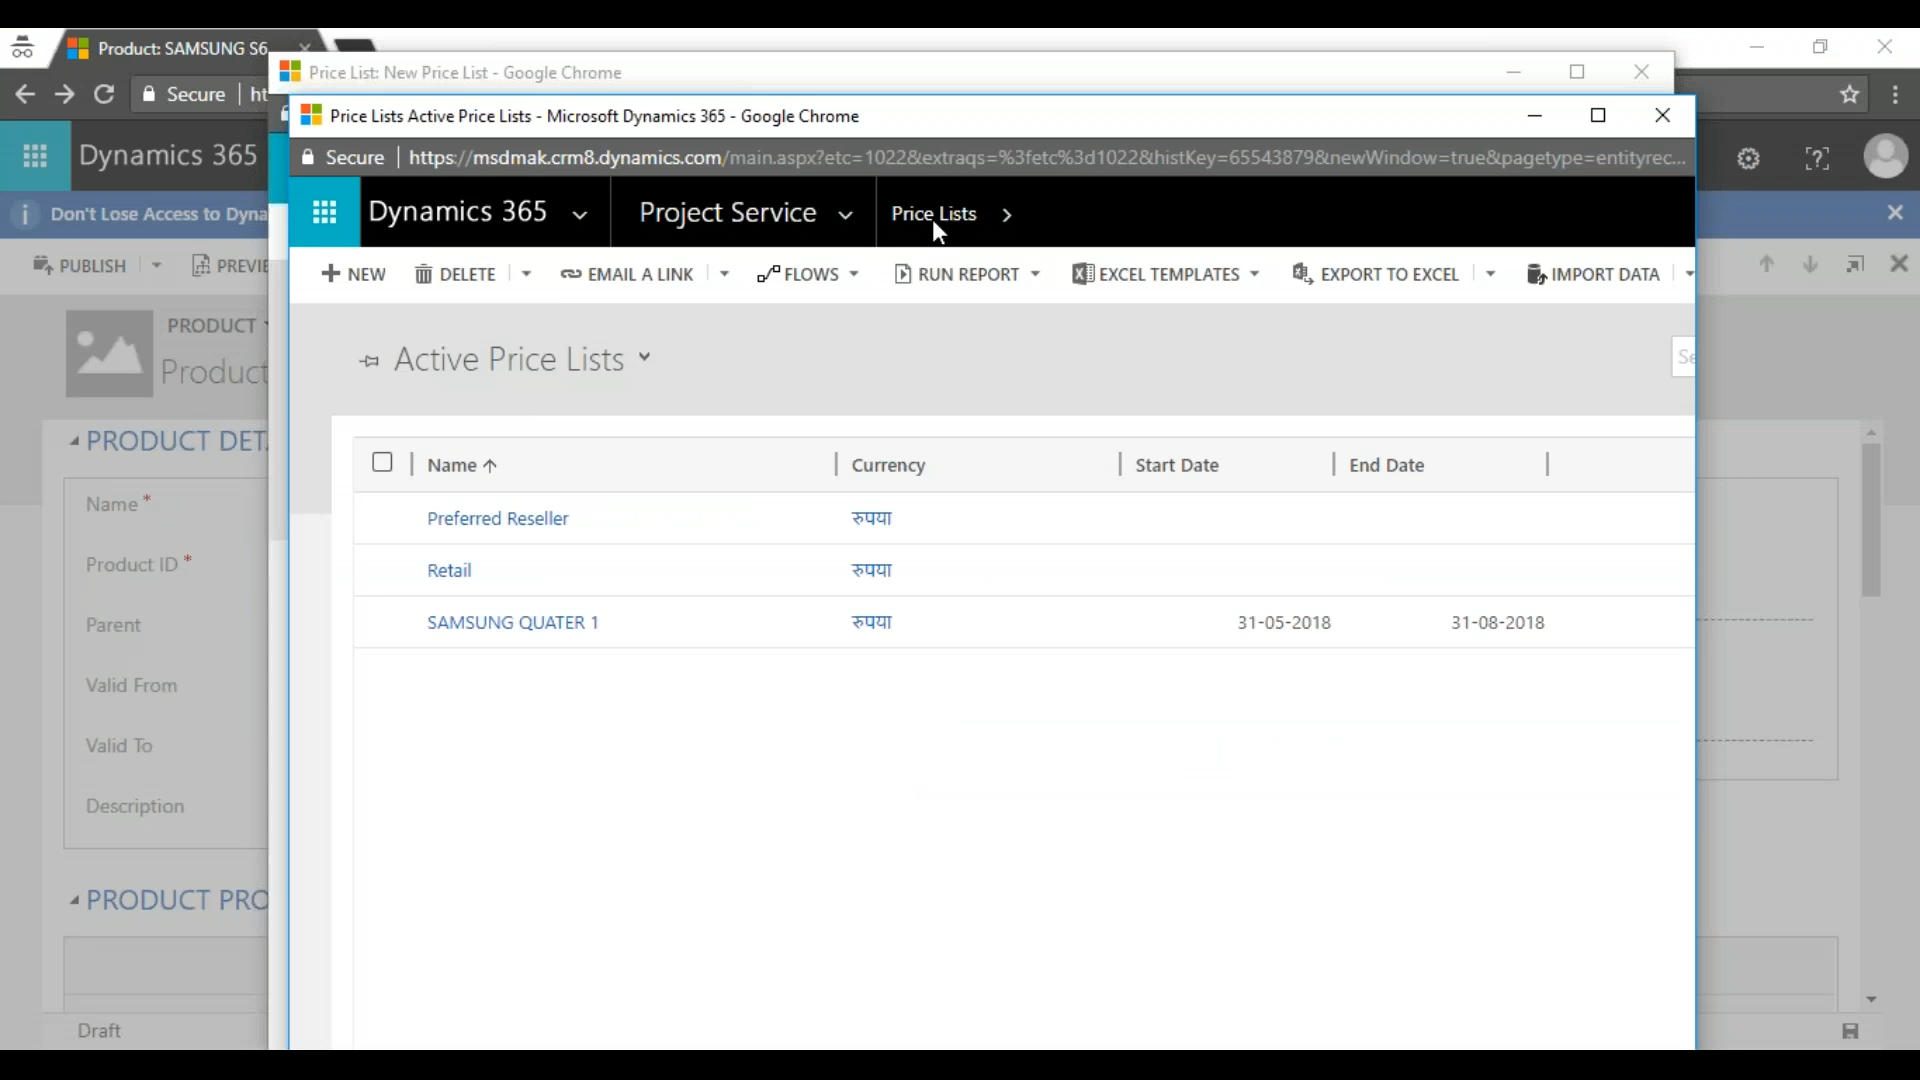 Product: SAMSUNG S6
Price List: New Price List - Google Chrome
Price Lists Active Price Lists - Microsoft Dynamics 365 - Google Chrome
Secure
Secure | https://msdmak.crm8.dynamics.com/main.aspx?etc=1022&extraqs=%3fetc%3d1022&histKey=65543879&newWindow=true&pagetype=entityrec...
Dynamics 365
Dynamics 365 Project Service Price Lists
Don't Lose Access to Dyna
PUBLISH
NEW DELETE EMAIL A LINK FLOWS RUN REPORT EXCEL TEMPLATES EXPORT TO EXCEL IMPORT DATA
PRODUCT
Product
Active Price Lists
PRODUCT DET
Name *
Product ID *
Parent
Valid From
Valid To
Description
PRODUCT PRO
Draft
Name Currency Start Date End Date
Preferred Reseller रुपया
Retail रुपया
SAMSUNG QUATER 1 रुपया 31-05-2018 31-08-2018